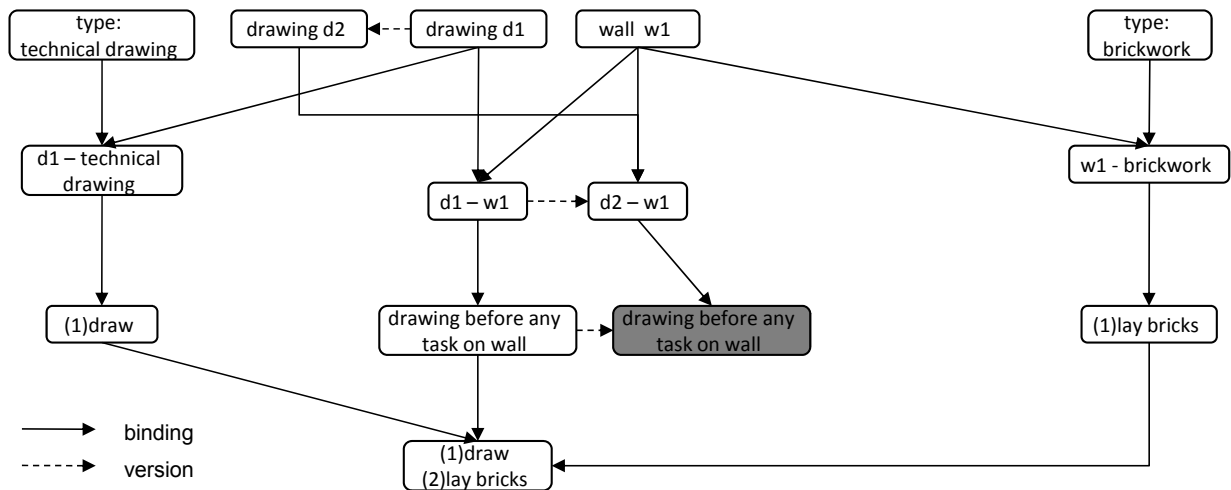 type:
technical drawing
drawing d2
drawing d1
wall w1
type:
brickwork
d1 – technical
drawing
w1 - brickwork
d1 – w1
d2 – w1
(1)draw
drawing before any
task on wall
drawing before any
task on wall
(1)lay bricks
binding
version
(1)draw
(2)lay bricks